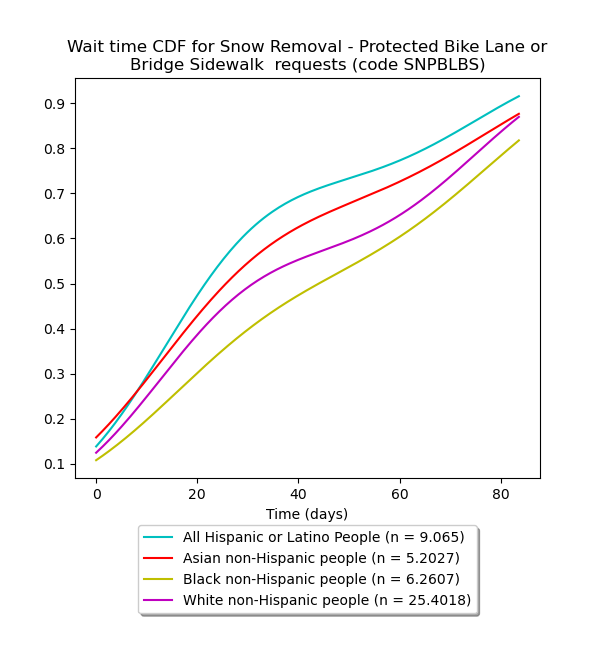 Wait time CDF for Snow Removal - Protected Bike Lane or
Bridge Sidewalk  requests (code SNPBLBS)
0.9
0.8
0.7
0.6
0.5
0.4
0.3
0.2
0.1
0 20 40 60 80
Time (days)
All Hispanic or Latino People (n = 9.065)
Asian non-Hispanic people (n = 5.2027)
Black non-Hispanic people (n = 6.2607)
White non-Hispanic people (n = 25.4018)